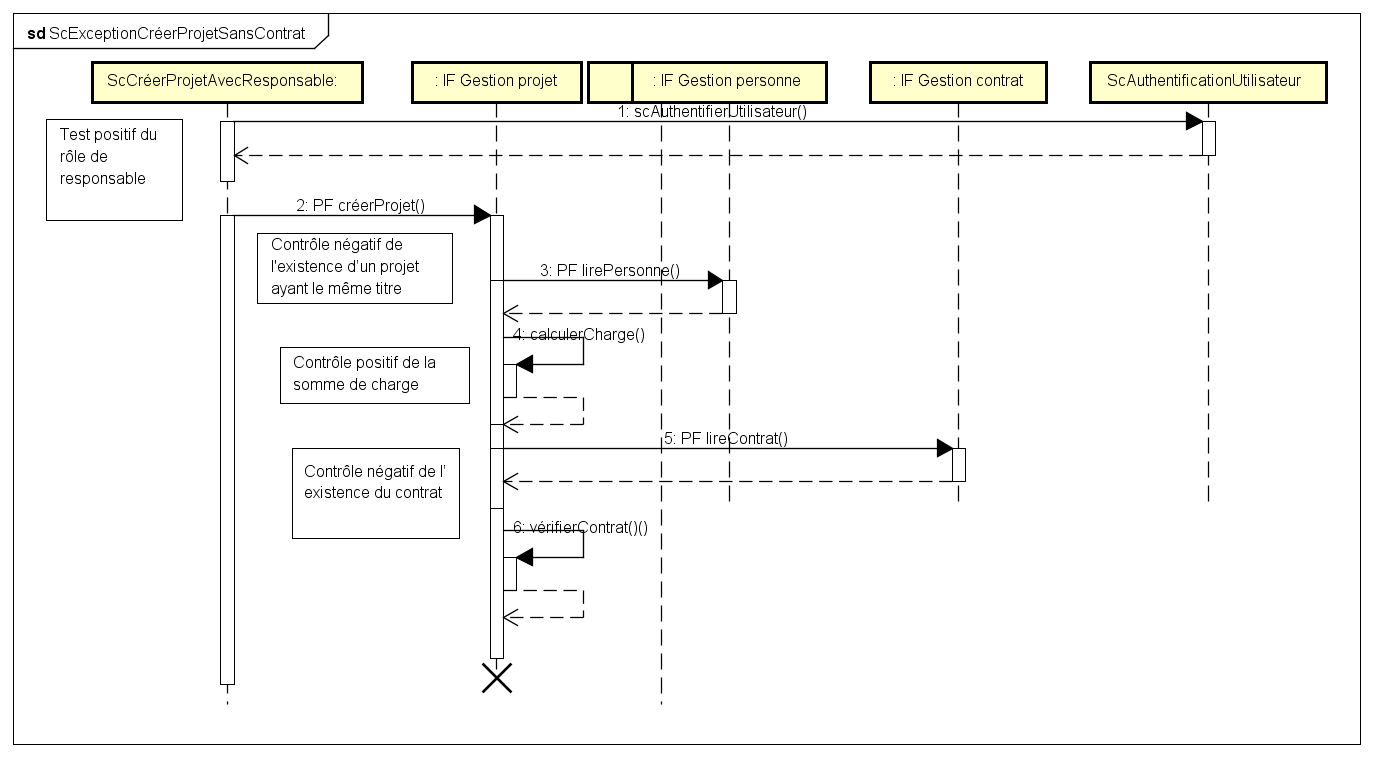 sd ScExceptionCréerProjetSansContrat
ScCréerProjetAvecResponsable:
: IF Gestion projet
: IF Gestion personne
: IF Gestion contrat
ScAuthentificationUtilisateur
1: scAuthentifierUtilisateur()
Test positif du
rôle de
responsable
2: PF créerProjet()
Contrôle négatif de
l'existence d'un projet
ayant le même titre
3: PF lirePersonne()
4: calculerCharge()
Contrôle positif de la
somme de charge
5: PF lireContrat()
Contrôle négatif de l'
existence du contrat
6: vérifierContrat()()